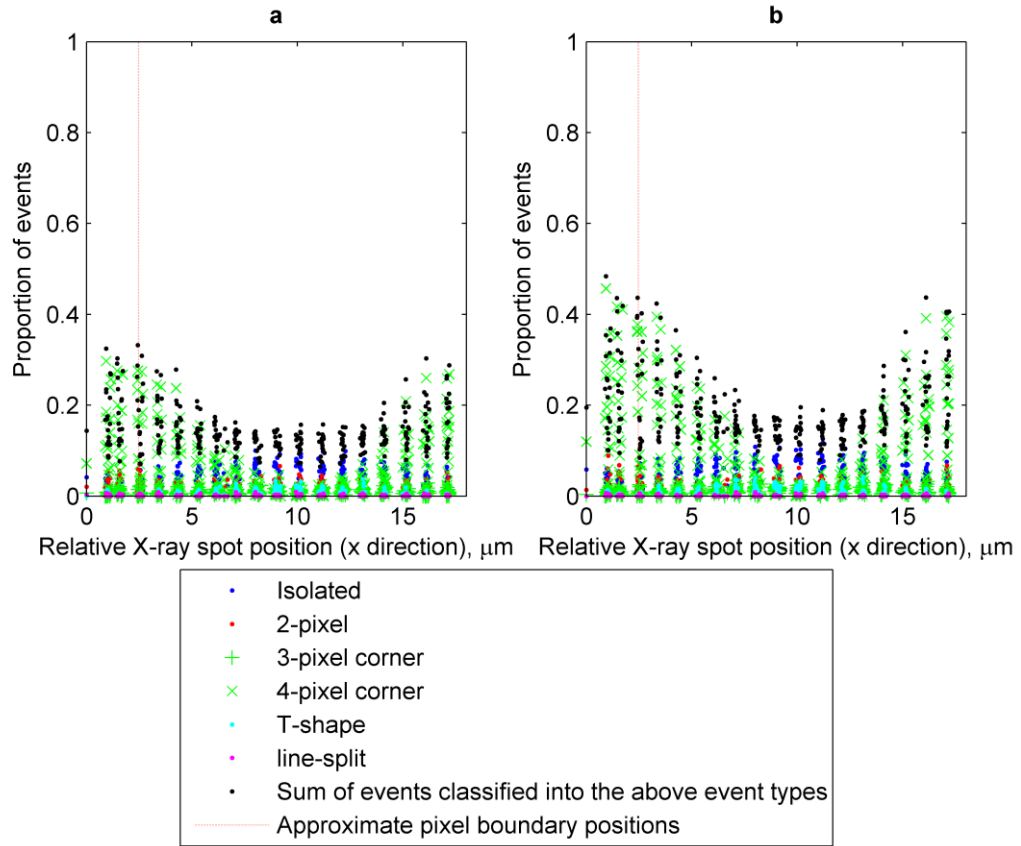 a
b
1
0.8
0.6
0.4
0.2
0
0 5 10 15
Proportion of events
Relative X-ray spot position (x direction), μm
1
0.8
0.6
0.4
0.2
0
0 5 10 15
Proportion of events
Relative X-ray spot position (x direction), μm
Isolated
2-pixel
3-pixel corner
4-pixel corner
T-shape
line-split
Sum of events classified into the above event types
Approximate pixel boundary positions